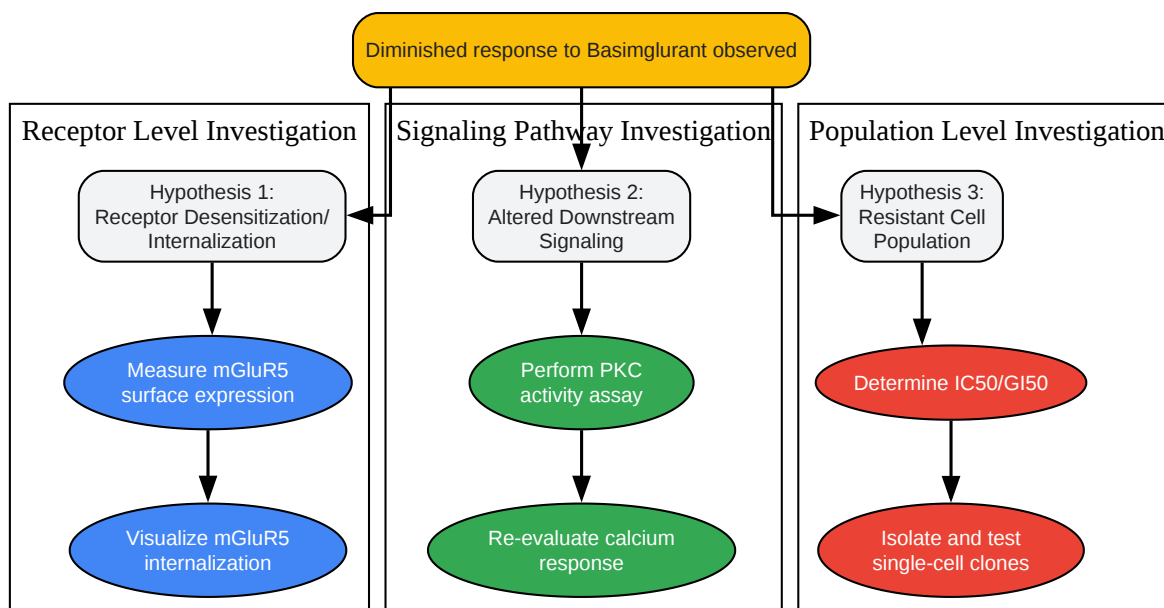 Diminished response to Basimglurant observed
Receptor Level Investigation
Hypothesis 1:
Receptor Desensitization/
Internalization
Measure mGluR5
surface expression
Visualize mGluR5
internalization
Signaling Pathway Investigation
Hypothesis 2:
Altered Downstream
Signaling
Perform PKC
activity assay
Re-evaluate calcium
response
Population Level Investigation
Hypothesis 3:
Resistant Cell
Population
Determine IC50/GI50
Isolate and test
single-cell clones